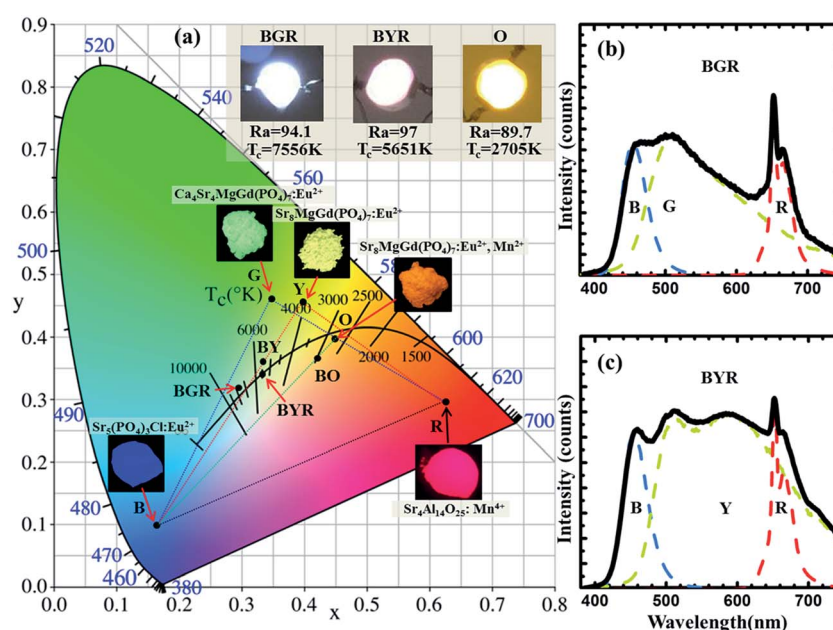 (a)
BGR BYR O
Ra=94.1 Ra=97 Ra=89.7
Tc=7556K Tc=5651K Tc=2705K
Ca4Sr4MgGd(PO4)7:Eu2+
Sr8MgGd(PO4)7:Eu2+
Sr8MgGd(PO4)7:Eu2+, Mn2+
G
TC(°K)
Y
O
BY
BO
BGR
BYR
R
B
Sr5(PO4)3Cl:Eu2+
Sr4Al14O25: Mn4+
10000
6000
4000
3000
2500
2000
1500
520
540
560
600
620
700
500
490
480
470
460
380
y
0.9
0.8
0.7
0.6
0.5
0.4
0.3
0.2
0.1
0.0
0.0 0.1 0.2 0.3 0.4 0.5 0.6 0.7 0.8
x
(b)
BGR
Intensity (counts)
B G R
400 500 600 700
(c)
BYR
Intensity (counts)
B Y R
400 500 600 700
Wavelength(nm)